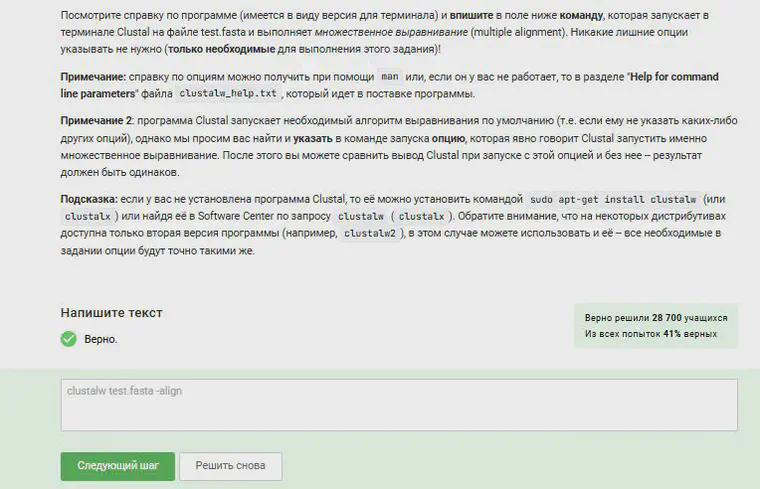 Посмотрите справку по программе (имеется в виду версия для терминала) и впишите в поле ниже команду, которая запускает в
терминале Clustal на файле test.fasta и выполняет множественное выравнивание (multiple alignment). Никакие лишние опции
указывать не нужно (только необходимые для выполнения этого задания)!
Примечание: справку по опциям можно получить при помощи man или, если он у вас не работает, то в разделе "Help for command
line parameters" файла clustalw_help.txt, который идет в поставке программы.
Примечание 2: программа Clustal запускает необходимый алгоритм выравнивания по умолчанию (т.е. если ему не указать каких-либо
других опций), однако мы просим вас найти и указать в команде запуска опцию, которая явно говорит Clustal запустить именно
множественное выравнивание. После этого вы можете сравнить вывод Clustal при запуске с этой опцией и без нее – результат
должен быть одинаков.
Подсказка: если у вас не установлена программа Clustal, то её можно установить командой sudo apt-get install clustalw (или
clustalx) или найдя её в Software Center по запросу clustalw (clustalx). Обратите внимание, что на некоторых дистрибутивах
доступна только вторая версия программы (например, clustalw2), в этом случае можете использовать и её – все необходимые в
задании опции будут точно такими же.
Напишите текст
Верно решили 28 700 учащихся
Из всех попыток 41% верных
Верно.
clustalw test.fasta -align
Следующий шаг Решить снова